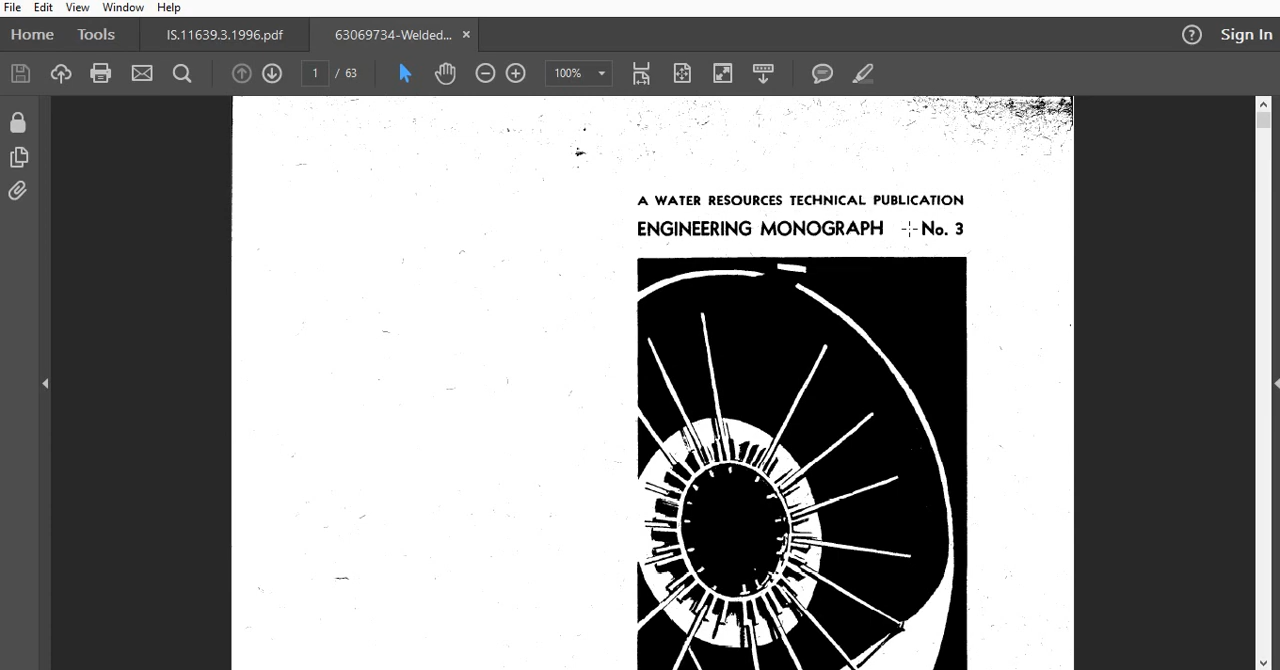 File Edit View Window Help
Home Tools IS.11639.3.1996.pdf 63069734-Welded... × Sign In
1 / 63 100%
A WATER RESOURCES TECHNICAL PUBLICATION
ENGINEERING MONOGRAPH No. 3